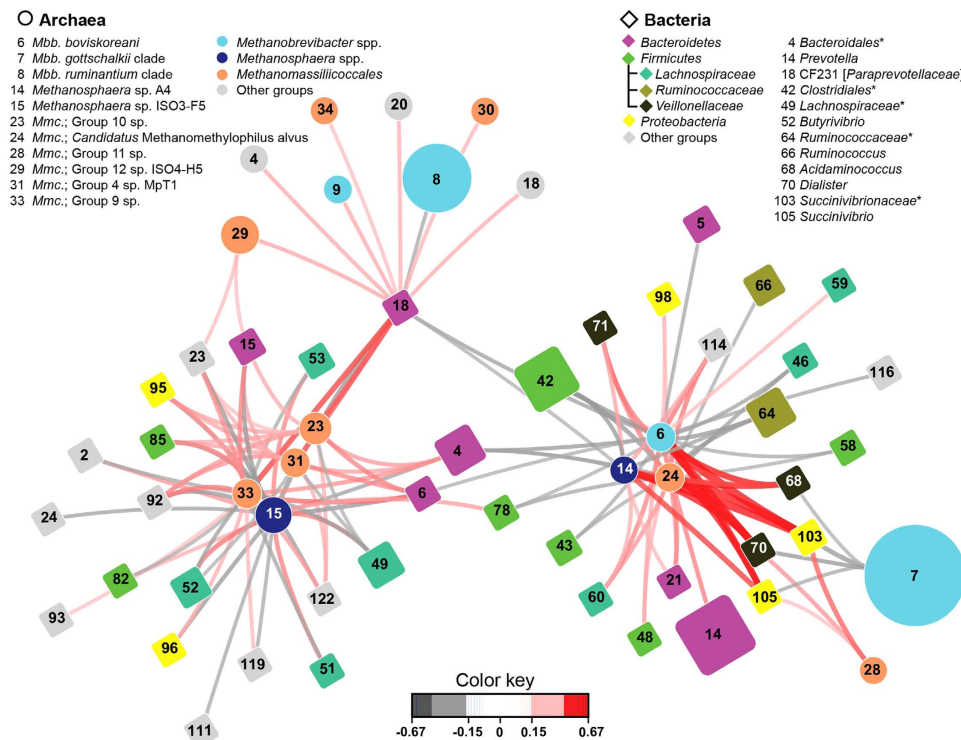 Archaea
6 Mbb. boviskoreani
7 Mbb. gottschalkii clade
8 Mbb. ruminantium clade
14 Methanosphaera sp. A4
15 Methanosphaera sp. ISO3-F5
23 Mmc.; Group 10 sp.
24 Mmc.; Candidatus Methanomethylophilus alvus
28 Mmc.; Group 11 sp.
29 Mmc.; Group 12 sp. ISO4-H5
31 Mmc.; Group 4 sp. MpT1
33 Mmc.; Group 9 sp.
Methanobrevibacter spp.
Methanosphaera spp.
Methanomassiliicoccales
Other groups
Bacteria
Bacteroidetes
Firmicutes
Lachnospiraceae
Ruminococcaceae
Veillonellaceae
Proteobacteria
Other groups
4 Bacteroidales*
14 Prevotella
18 CF231 [Paraprevotellaceae]
42 Clostridiales*
49 Lachnospiraceae*
52 Butyrivibrio
64 Ruminococcaceae*
66 Ruminococcus
68 Acidaminococcus
70 Dialister
103 Succinivibrionaceae*
105 Succinivibrio
34
20
30
4
9
8
18
29
18
5
98
66
59
71
114
46
116
23
15
53
95
42
64
85
23
4
6
58
2
31
14
24
68
33
92
6
15
78
24
43
70
103
7
82
52
49
122
60
21
105
93
48
14
96
119
51
28
111
Color key
-0.67 -0.15 0 0.15 0.67